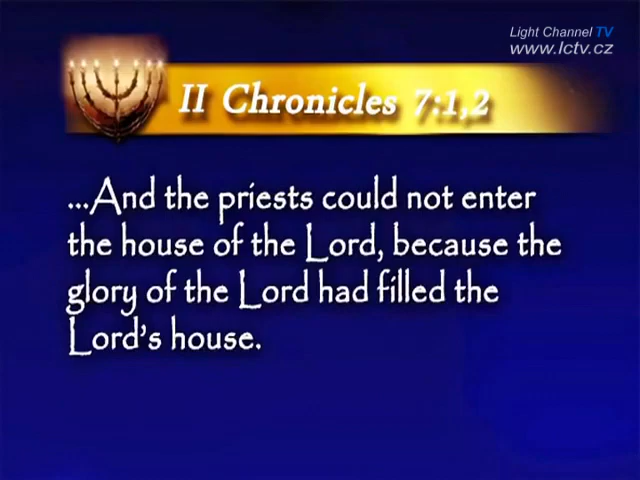 Light Channel TV
www.lctv.cz
II Chronicles 7:1,2
...And the priests could not enter
the house of the Lord, because the
glory of the Lord had filled the
Lord's house.